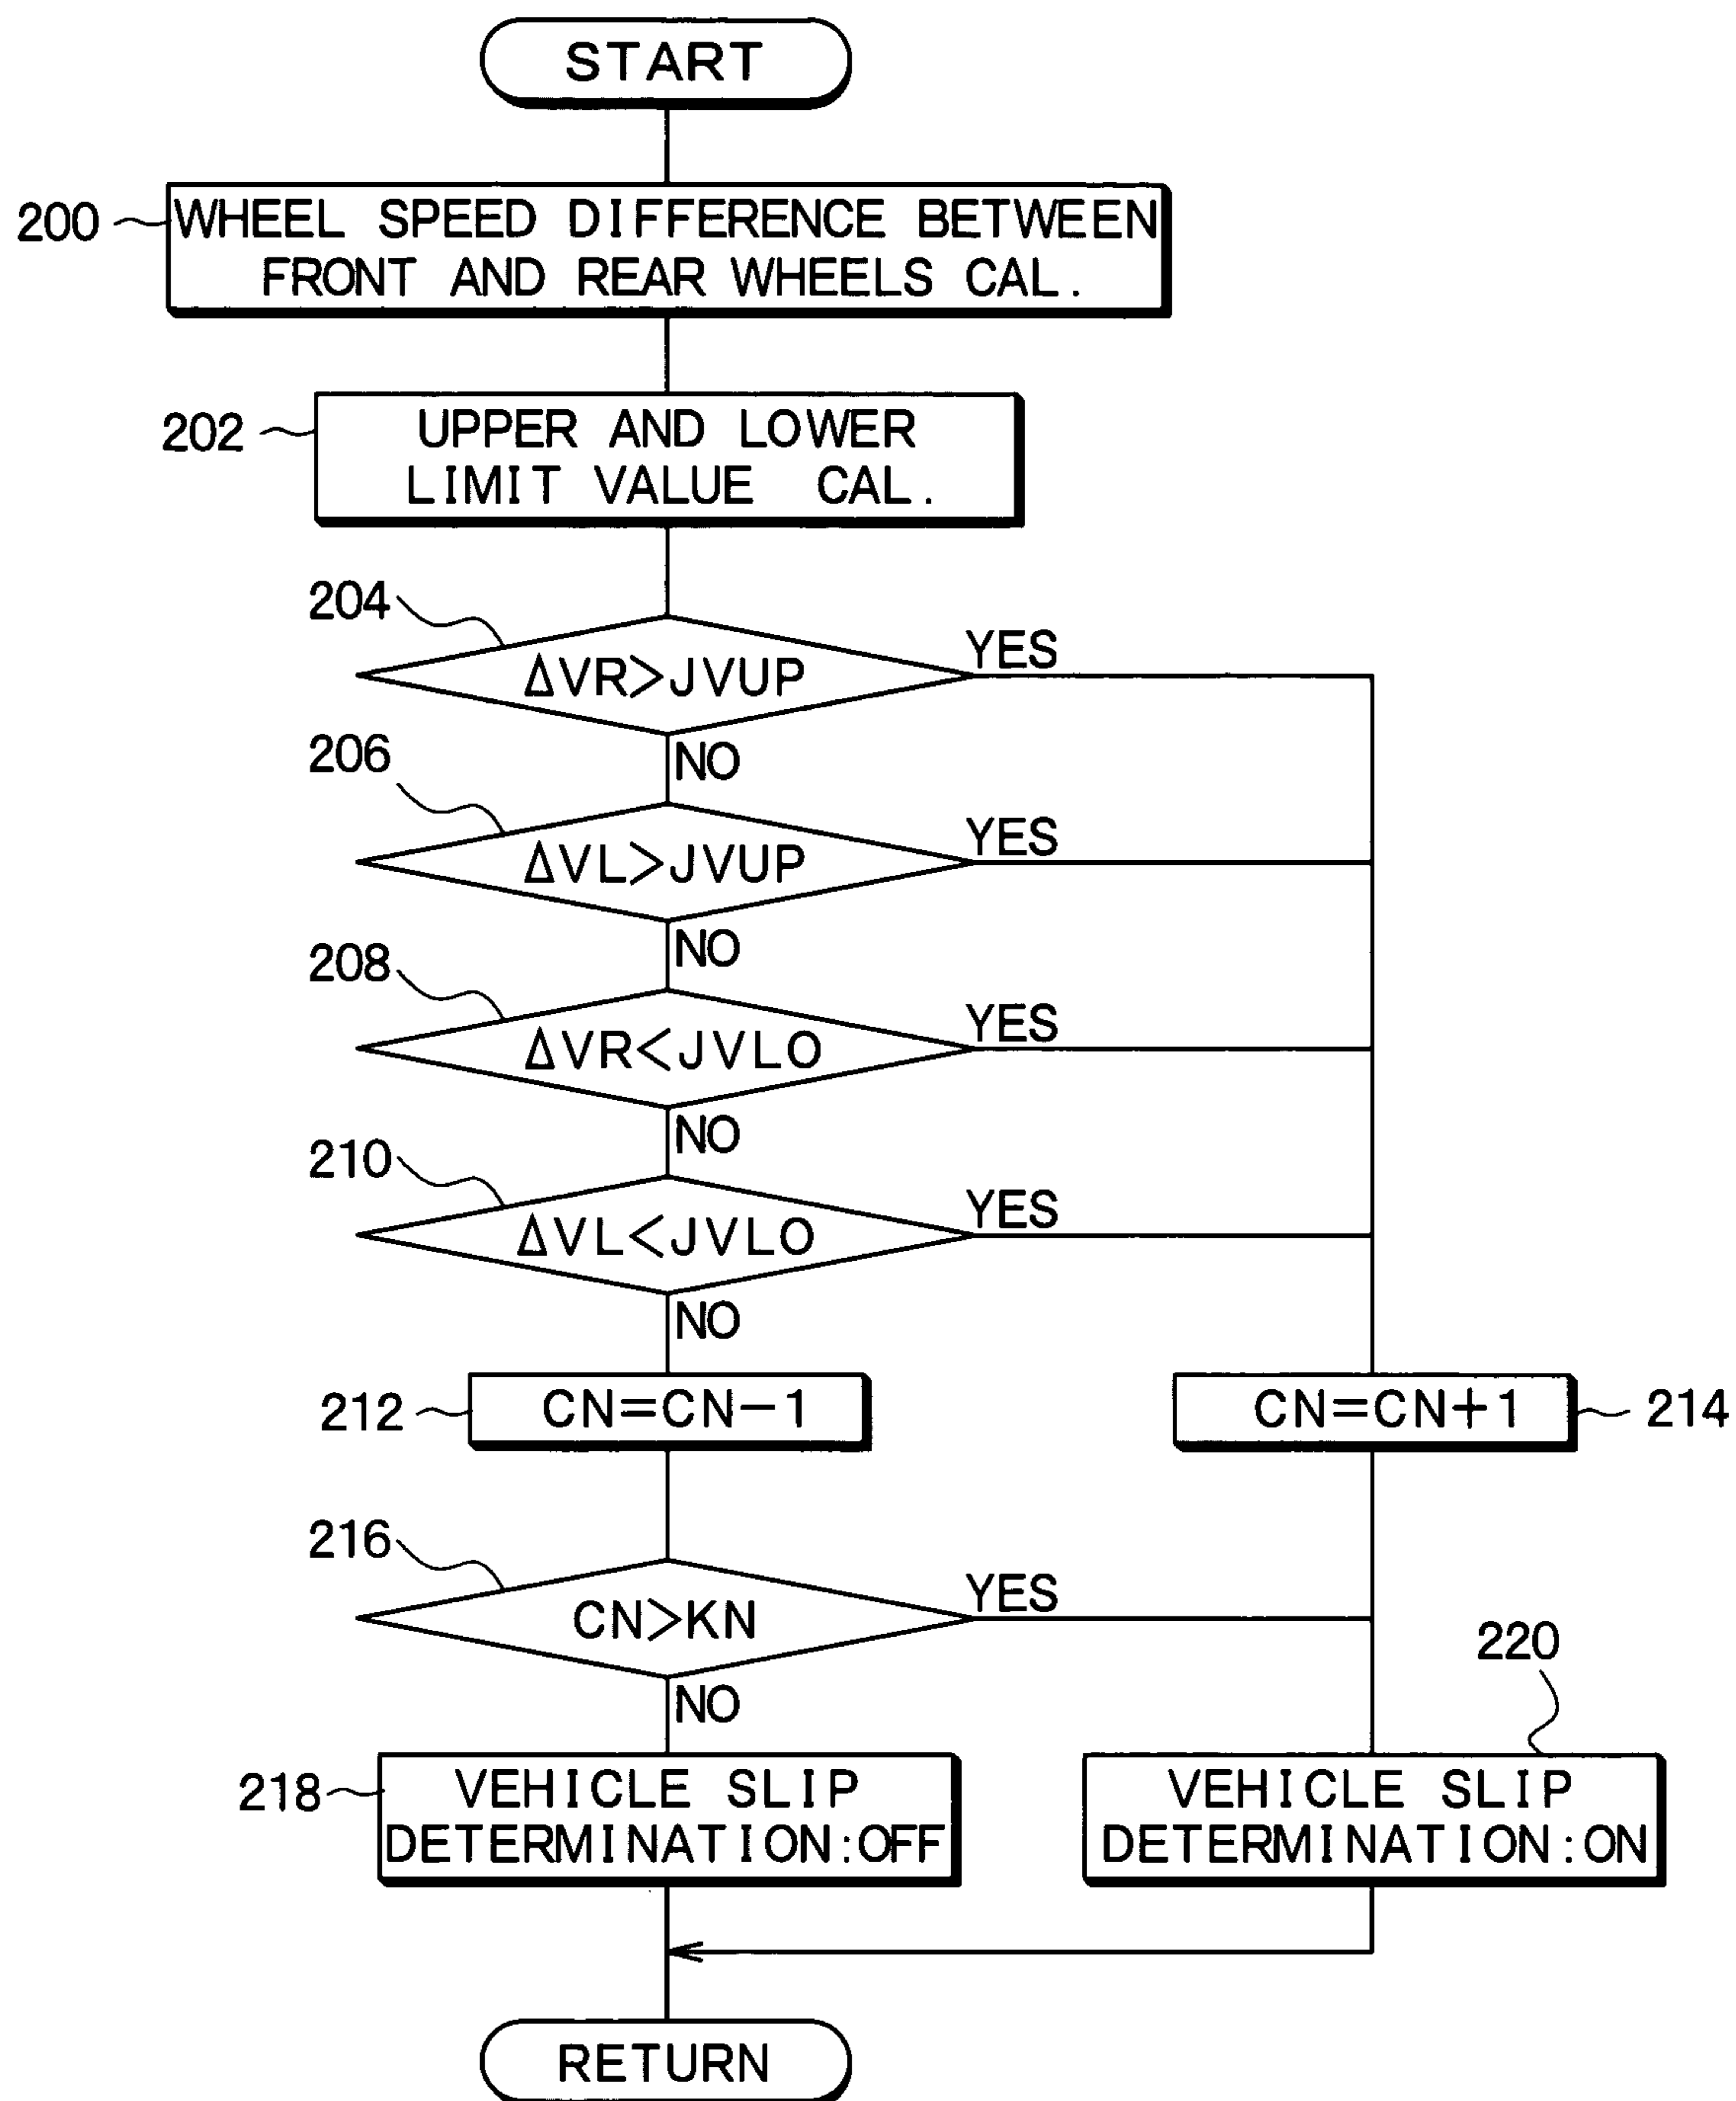 START
200
WHEEL SPEED DIFFERENCE BETWEEN
FRONT AND REAR WHEELS CAL.
202
UPPER AND LOWER
LIMIT VALUE CAL.
204
ΔVR>JVUP
YES
NO
206
ΔVL>JVUP
YES
NO
208
ΔVR<JVLO
YES
NO
210
ΔVL<JVLO
YES
NO
212
CN=CN-1
CN=CN+1
214
216
CN>KN
YES
NO
220
218
VEHICLE SLIP
DETERMINATION:OFF
VEHICLE SLIP
DETERMINATION:ON
RETURN